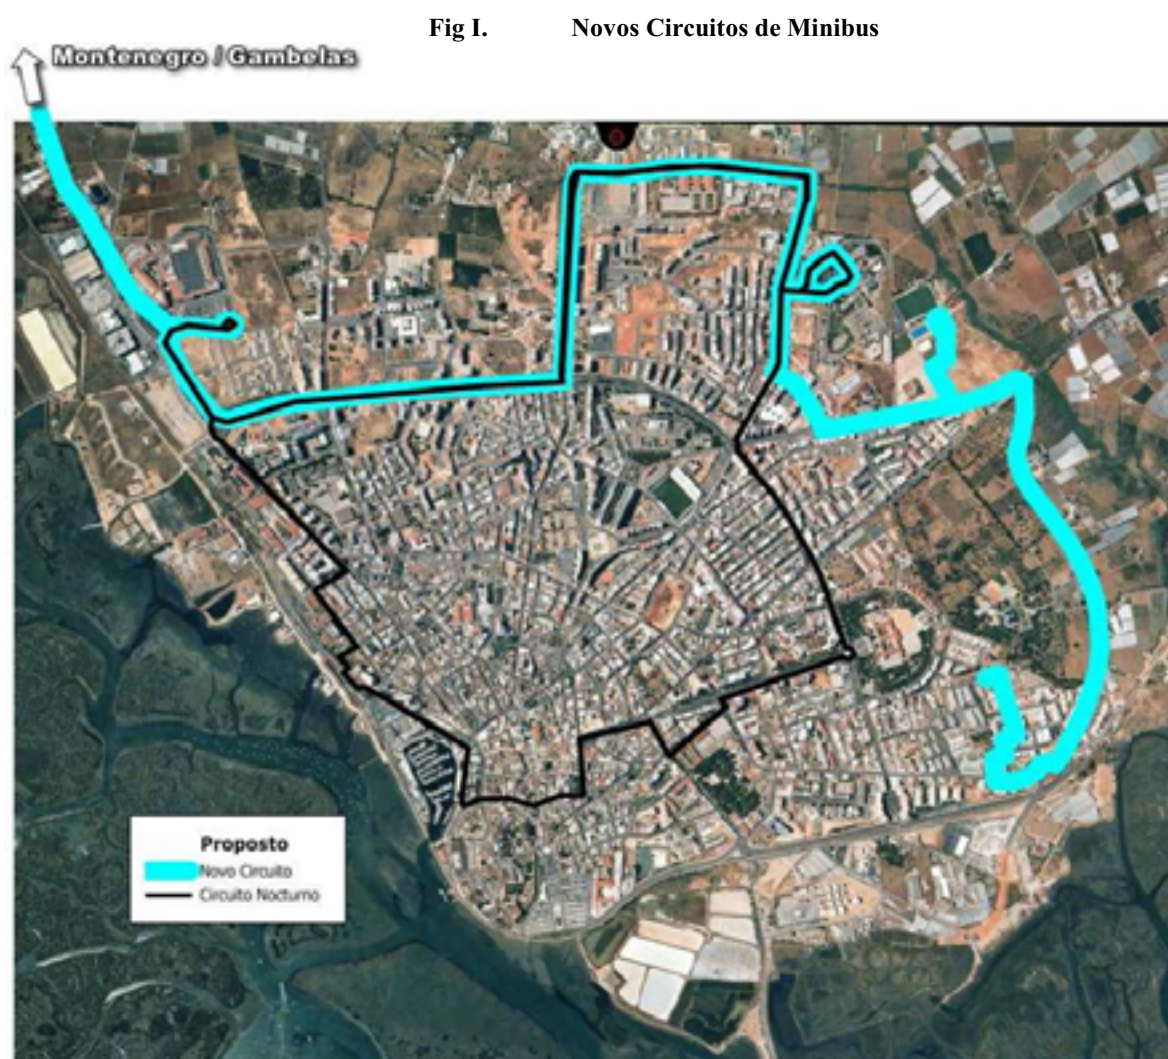 Fig I. Novos Circuitos de Minibus
Montenegro / Gambelas
Proposto
Novo Circuito
Circuito Nocturno